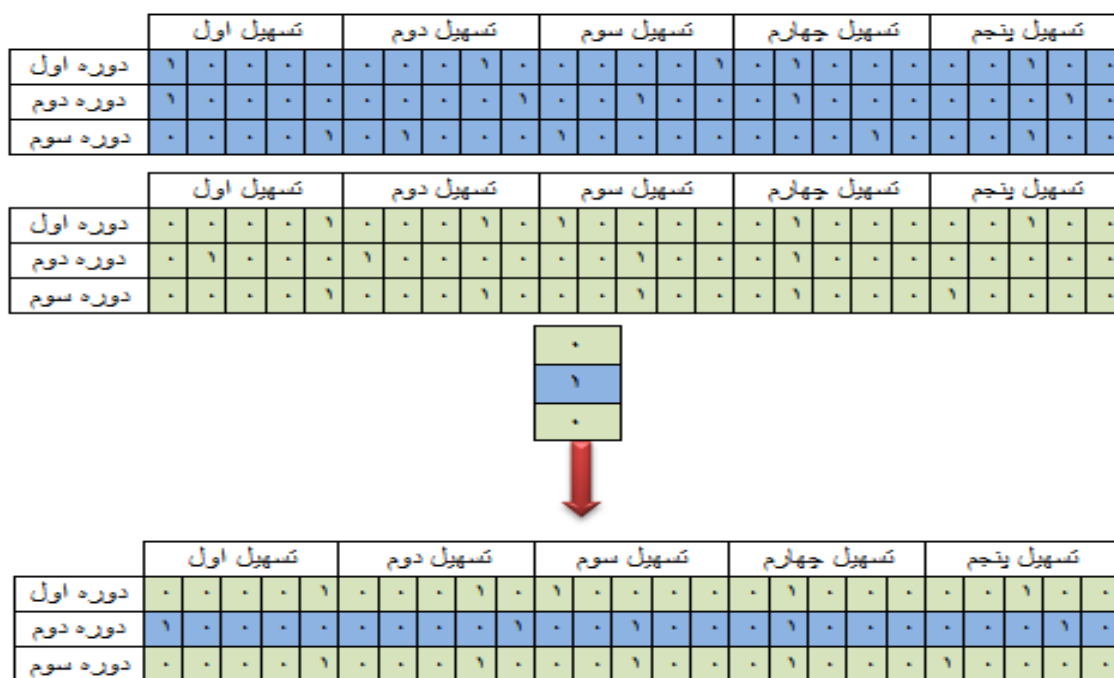 تسهیل اول تسهیل دوم تسهیل سوم تسهیل چهارم تسهیل پنجم
دوره اول ۱ ۰ ۰ ۰ ۰ ۰ ۰ ۰ ۱ ۰ ۰ ۰ ۰ ۰ ۱ ۰ ۱ ۰ ۰ ۰ ۰ ۰ ۱ ۰ ۰
دوره دوم ۱ ۰ ۰ ۰ ۰ ۰ ۰ ۰ ۰ ۱ ۰ ۰ ۱ ۰ ۰ ۰ ۱ ۰ ۰ ۰ ۰ ۰ ۰ ۱ ۰
دوره سوم ۰ ۰ ۰ ۰ ۱ ۰ ۱ ۰ ۰ ۰ ۱ ۰ ۰ ۰ ۰ ۰ ۰ ۰ ۱ ۰ ۰ ۰ ۱ ۰ ۰
تسهیل اول تسهیل دوم تسهیل سوم تسهیل چهارم تسهیل پنجم
دوره اول ۰ ۰ ۰ ۰ ۱ ۰ ۰ ۰ ۱ ۰ ۱ ۰ ۰ ۰ ۰ ۰ ۱ ۰ ۰ ۰ ۰ ۰ ۱ ۰ ۰
دوره دوم ۰ ۱ ۰ ۰ ۰ ۱ ۰ ۰ ۰ ۰ ۰ ۰ ۱ ۰ ۰ ۰ ۱ ۰ ۰ ۰ ۰ ۰ ۰ ۰ ۰
دوره سوم ۰ ۰ ۰ ۰ ۱ ۰ ۰ ۰ ۱ ۰ ۰ ۰ ۱ ۰ ۰ ۰ ۱ ۰ ۰ ۰ ۱ ۰ ۰ ۰ ۰
۰
۱
۰
تسهیل اول تسهیل دوم تسهیل سوم تسهیل چهارم تسهیل پنجم
دوره اول ۰ ۰ ۰ ۰ ۱ ۰ ۰ ۰ ۱ ۰ ۱ ۰ ۰ ۰ ۰ ۰ ۱ ۰ ۰ ۰ ۰ ۰ ۱ ۰ ۰
دوره دوم ۱ ۰ ۰ ۰ ۰ ۰ ۰ ۰ ۰ ۱ ۰ ۰ ۱ ۰ ۰ ۰ ۱ ۰ ۰ ۰ ۰ ۰ ۰ ۱ ۰
دوره سوم ۰ ۰ ۰ ۰ ۱ ۰ ۰ ۰ ۱ ۰ ۰ ۰ ۱ ۰ ۰ ۰ ۱ ۰ ۰ ۰ ۱ ۰ ۰ ۰ ۰